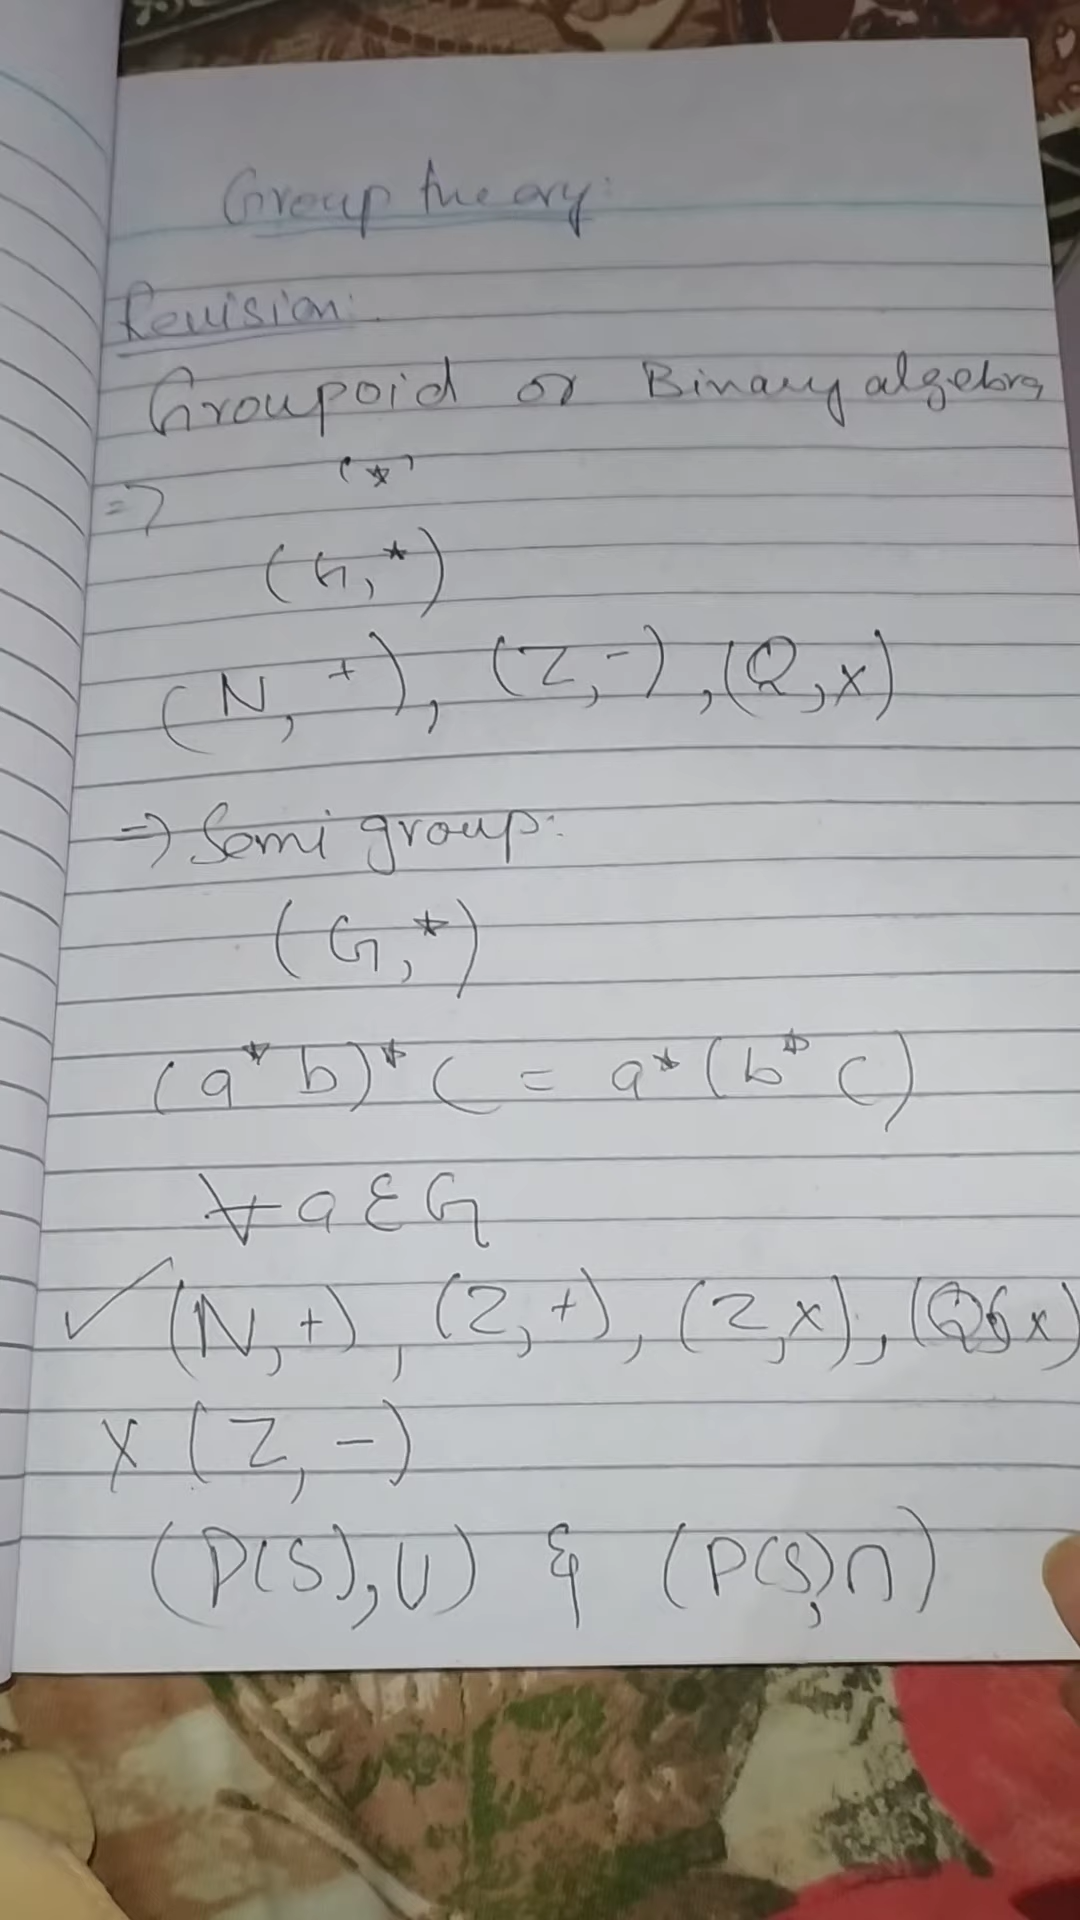 Group theory:
Revision:
Groupoid or Binary algebra
⇒ (*)
(G, *)
(N, +), (Z, -), (Q, x)
⇒ Semi group:
(G, *)
(a * b) * c = a * (b * c)
∀ a ∈ G
✓ (N, +), (Z, +), (Z, x), (Q, x)
X (Z, -)
(P(S), ∪) & (P(S), ∩)